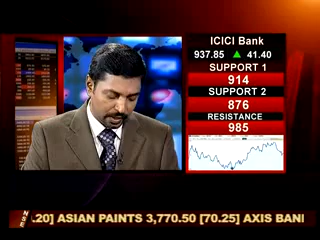 ICICI Bank
937.85 ▲ 41.40
SUPPORT 1
914
SUPPORT 2
876
RESISTANCE
985
NSE
.20] ASIAN PAINTS 3,770.50 [70.25] AXIS BAN